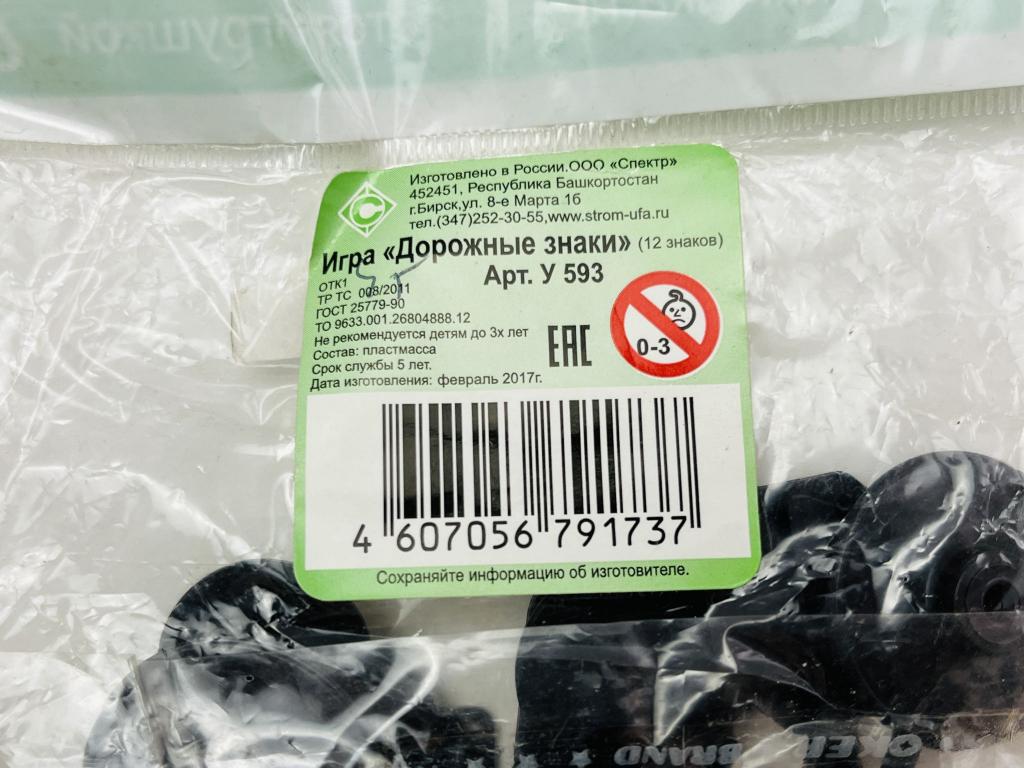 Изготовлено в России.ООО «Спектр»
452451, Республика Башкортостан
г.Бирск,ул. 8-е Марта 1б
тел.(347)252-30-55,www.strom-ufa.ru
Игра «Дорожные знаки» (12 знаков)
Арт. У 593
ОТК1
ТР ТС 008/2011
ГОСТ 25779-90
ТО 9633.001.26804888.12
Не рекомендуется детям до 3х лет
Состав: пластмасса
Срок службы 5 лет.
Дата изготовления: февраль 2017г.
ЕАС
0-3
4 607056 791737
Сохраняйте информацию об изготовителе.
BRAND